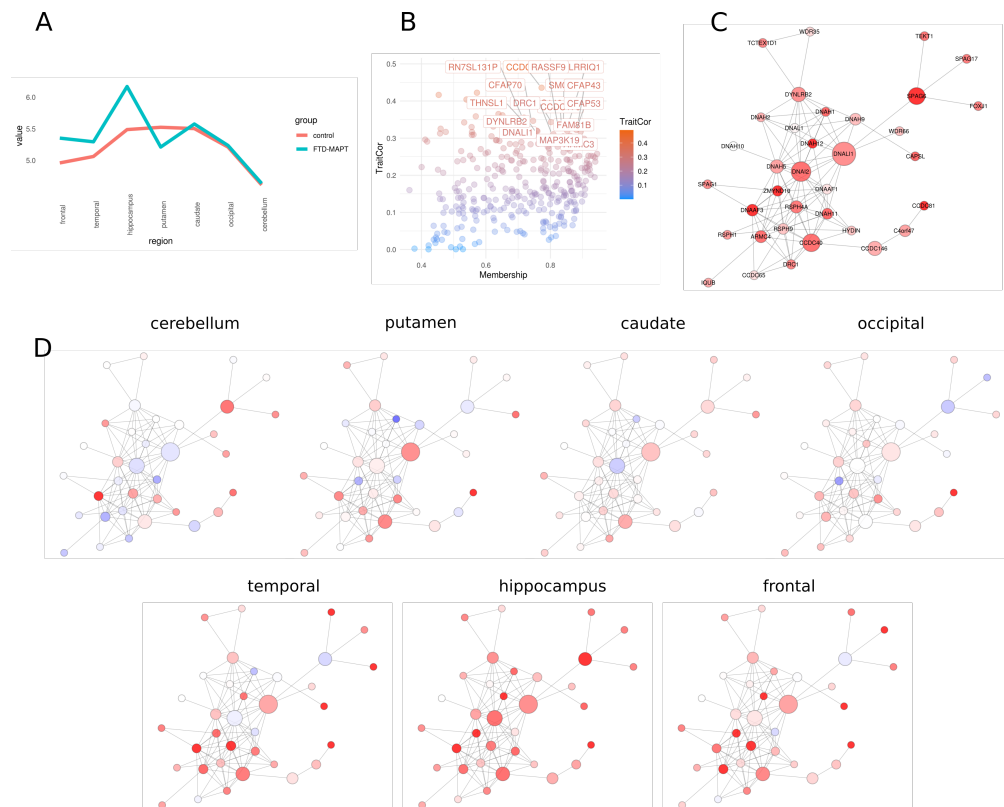 A
B
C
6.0
5.5
5.0
value
frontal
temporal
hippocampus
putamen
caudate
occipital
cerebellum
region
group
control
FTD-MAPT
0.5
0.4
0.3
0.2
0.1
0.0
TraitCor
0.4
0.6
0.8
Membership
RN7SL131P
RASSF9
LRRIQ1
CFAP70
CFAP43
THNSL1
DRC1
CFAP53
DYNLRB2
FAM81B
DNALI1
MAP3K19
TraitCor
0.4
0.3
0.2
0.1
WDR35
TCTEX1D1
TEKT1
SPAG17
DYNLRB2
SPAG6
FOXJ1
DNAH2
DNAH1
DNAH9
DNAL1
WDR66
DNAH10
DNAH12
DNALI1
CAPSL
DNAH5
DNAI2
SPAG1
ZMYND10
DNAAF1
CCDC81
DNAAF3
RSPH4A
DNAH11
RSPH1
ARMC4
RSPH9
HYDIN
C4orf47
CCDC40
CCDC146
DRC1
CCDC65
IQUB
cerebellum
putamen
caudate
occipital
D
temporal
hippocampus
frontal